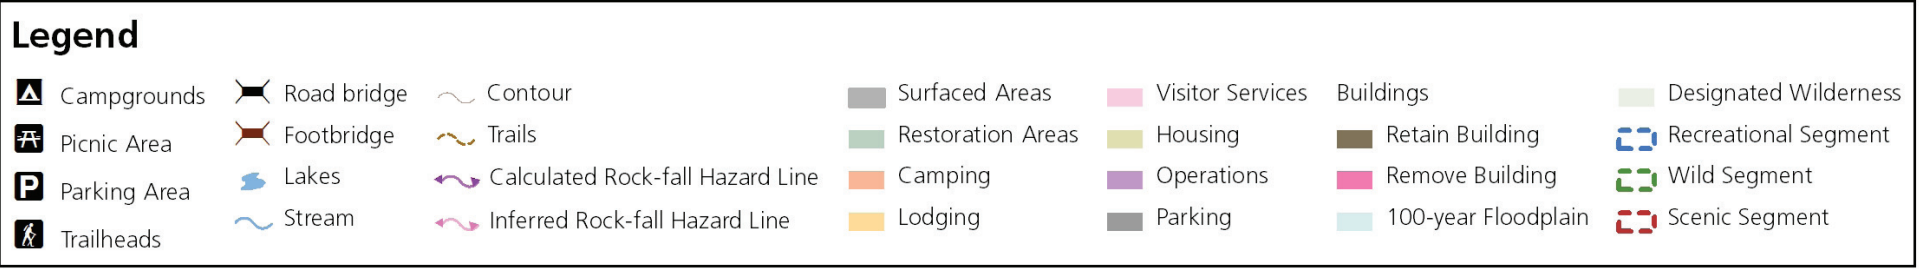 Legend
Campgrounds
Picnic Area
P
Parking Area
Trailheads
Road bridge
Footbridge
Lakes
Stream
Contour
Trails
Calculated Rock-fall Hazard Line
Inferred Rock-fall Hazard Line
Surfaced Areas
Restoration Areas
Camping
Lodging
Visitor Services
Housing
Operations
Parking
Buildings
Retain Building
Remove Building
100-year Floodplain
Designated Wilderness
Recreational Segment
Wild Segment
Scenic Segment